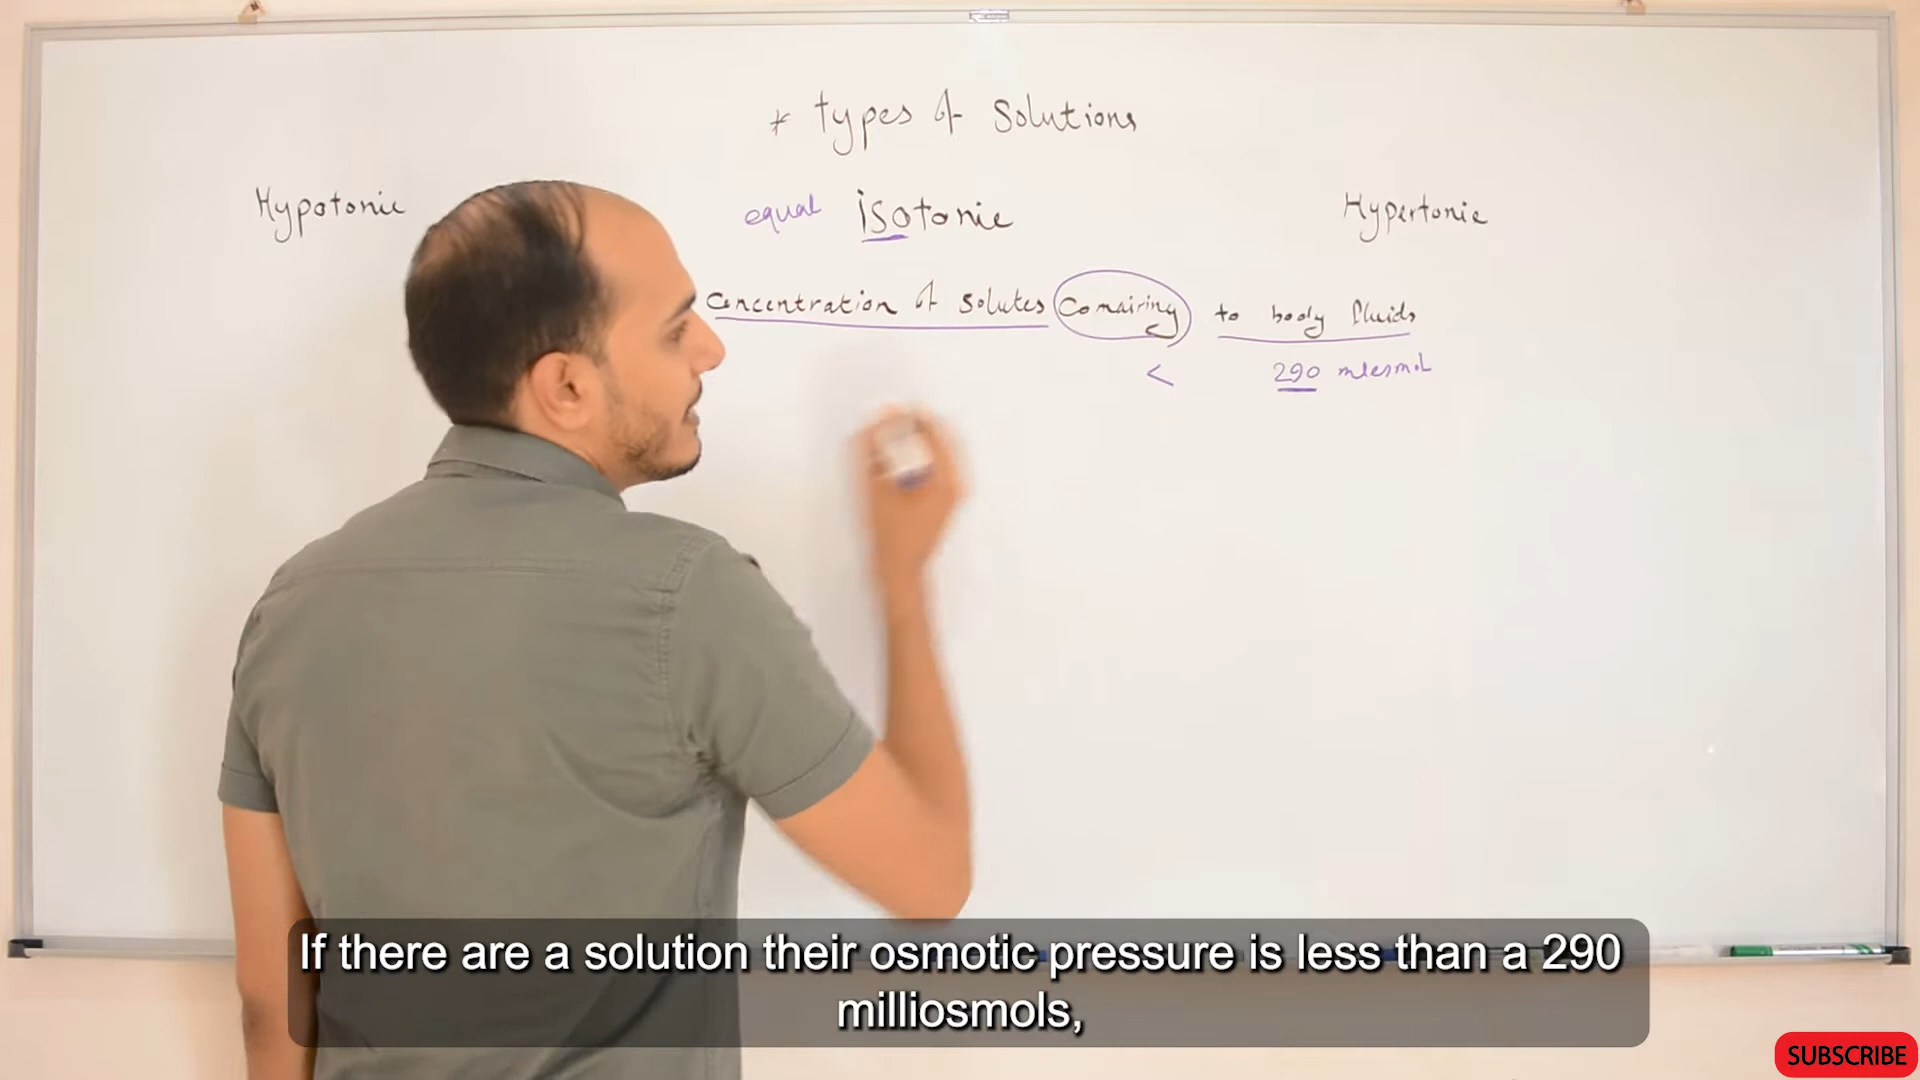 * types of Solutions
Hypotonic equal isotonic Hypertonic
Concentration of Solutes Comairing to body fluids
< 290 mlesmol
If there are a solution their osmotic pressure is less than a 290
milliosmols,
SUBSCRIBE